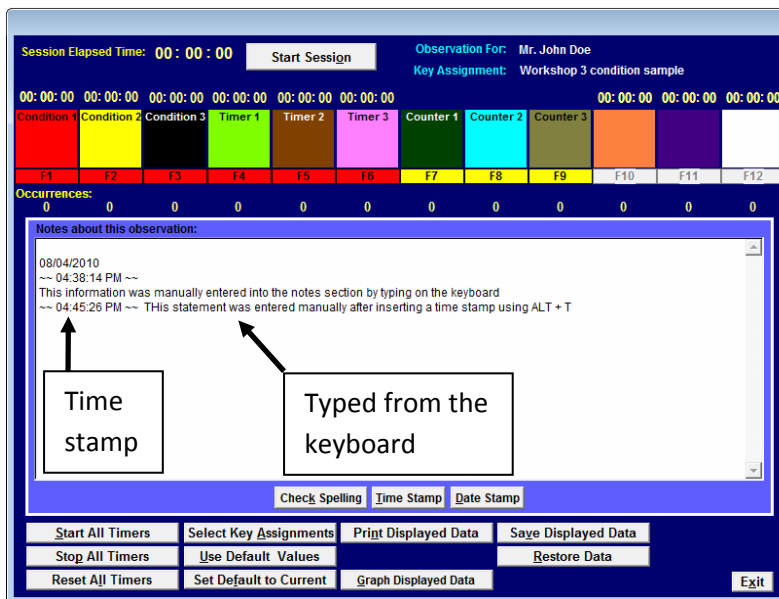 Session Elapsed Time: 00: 00 : 00 Start Session Observation For: Mr. John Doe
Key Assignment: Workshop 3 condition sample
00: 00: 00 00: 00: 00 00: 00: 00 00: 00: 00 00: 00: 00 00: 00: 00 00: 00: 00 00: 00: 00 00: 00: 00
Condition 1 Condition 2 Condition 3 Timer 1 Timer 2 Timer 3 Counter 1 Counter 2 Counter 3
F1 F2 F3 F4 F5 F6 F7 F8 F9 F10 F11 F12
Occurrences:
0 0 0 0 0 0 0 0 0 0 0 0
Notes about this observation:
08/04/2010
~~ 04:38:14 PM ~~
This information was manually entered into the notes section by typing on the keyboard
~~ 04:45:26 PM ~~ THis statement was entered manually after inserting a time stamp using ALT + T
Time
stamp
Typed from the
keyboard
Check Spelling Time Stamp Date Stamp
Start All Timers Select Key Assignments Print Displayed Data Save Displayed Data
Stop All Timers Use Default Values Restore Data
Reset All Timers Set Default to Current Graph Displayed Data Exit